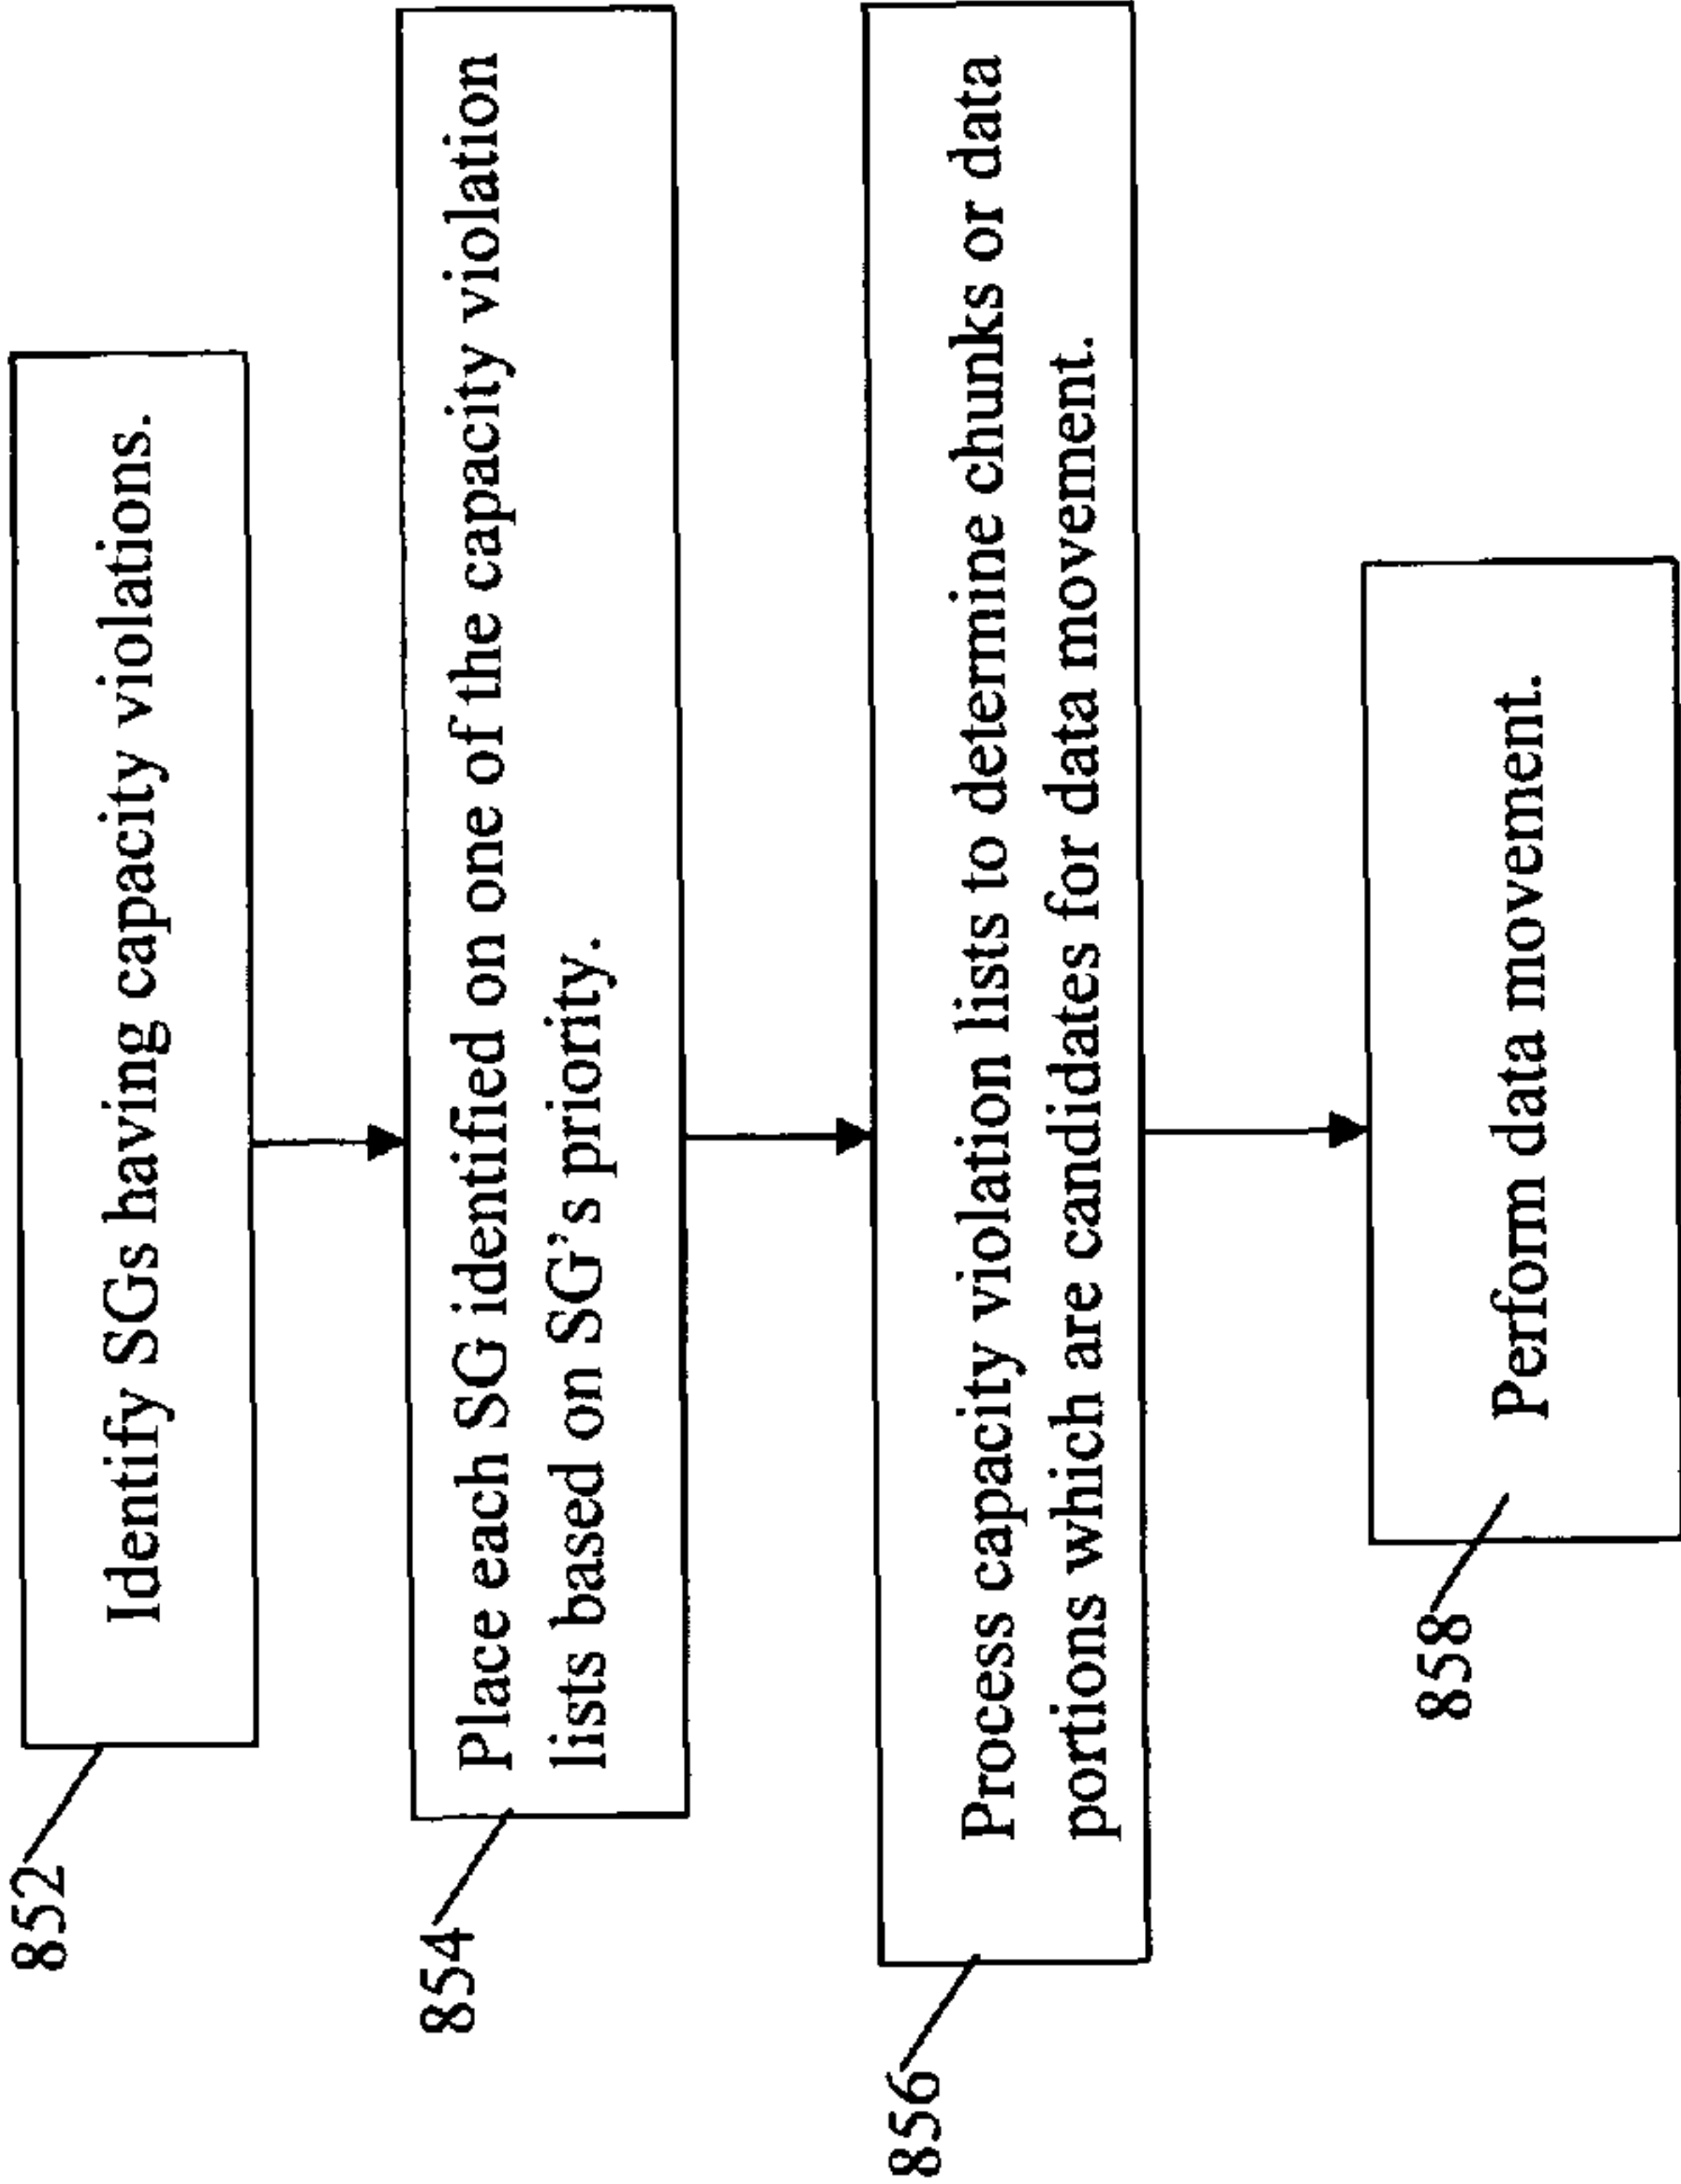 852
Identify SGs having capacity violations.
854
Place each SG identified on one of the capacity violation
lists based on SG's priority.
856
Process capacity violation lists to determine chunks or data
portions which are candidates for data movement.
858
Perform data movement.